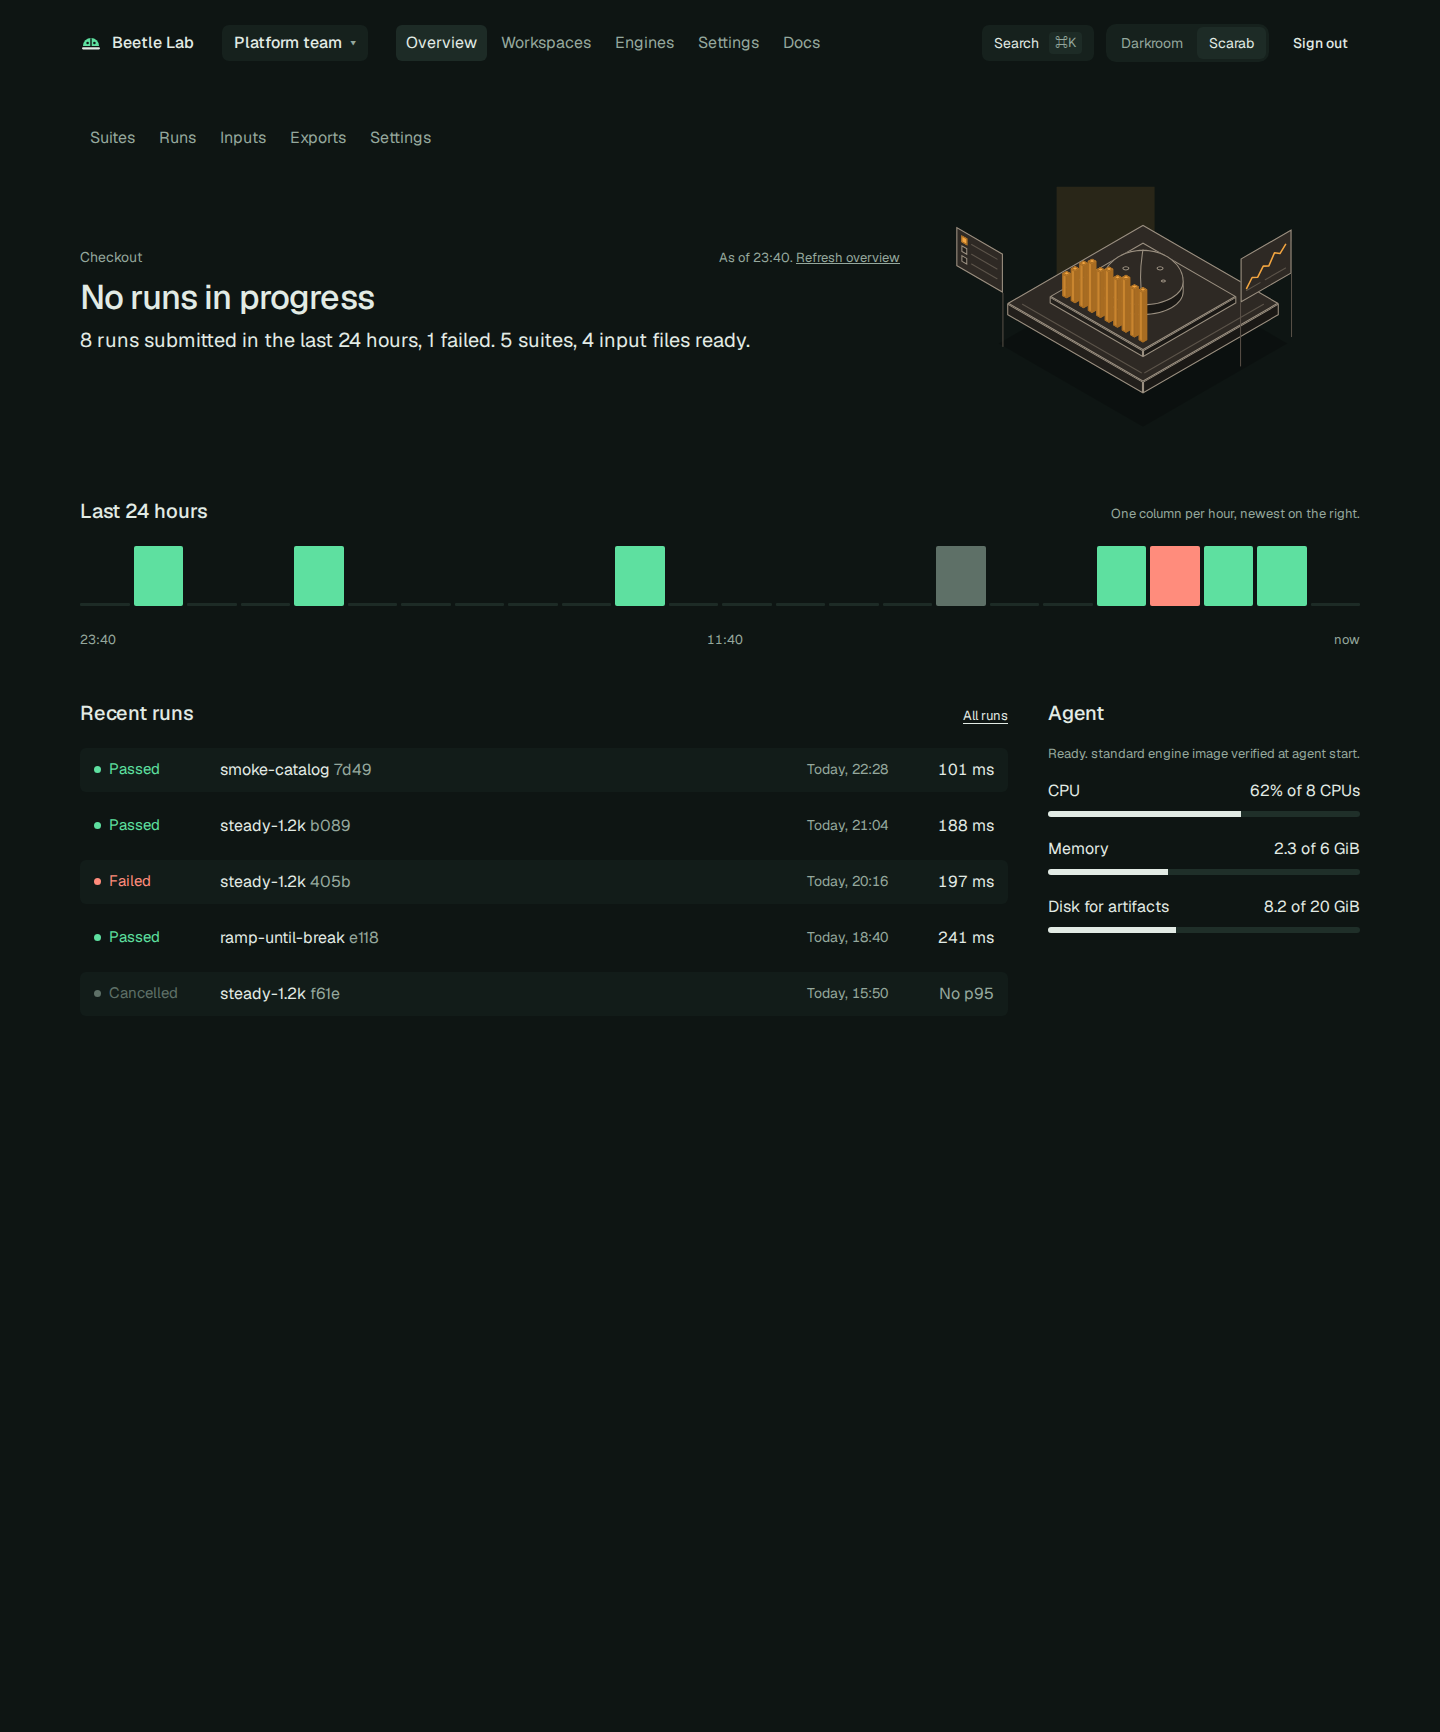 Beetle Lab
Platform team
Overview
Workspaces
Engines
Settings
Docs
Search ⌘K
Darkroom
Scarab
Sign out
Suites
Runs
Inputs
Exports
Settings
Checkout
As of 23:40. Refresh overview
No runs in progress
8 runs submitted in the last 24 hours, 1 failed. 5 suites, 4 input files ready.
Last 24 hours
One column per hour, newest on the right.
23:40
11:40
now
Recent runs
All runs
Passed smoke-catalog 7d49 Today, 22:28 101 ms
Passed steady-1.2k b089 Today, 21:04 188 ms
Failed steady-1.2k 405b Today, 20:16 197 ms
Passed ramp-until-break e118 Today, 18:40 241 ms
Cancelled steady-1.2k f61e Today, 15:50 No p95
Agent
Ready. standard engine image verified at agent start.
CPU 62% of 8 CPUs
Memory 2.3 of 6 GiB
Disk for artifacts 8.2 of 20 GiB